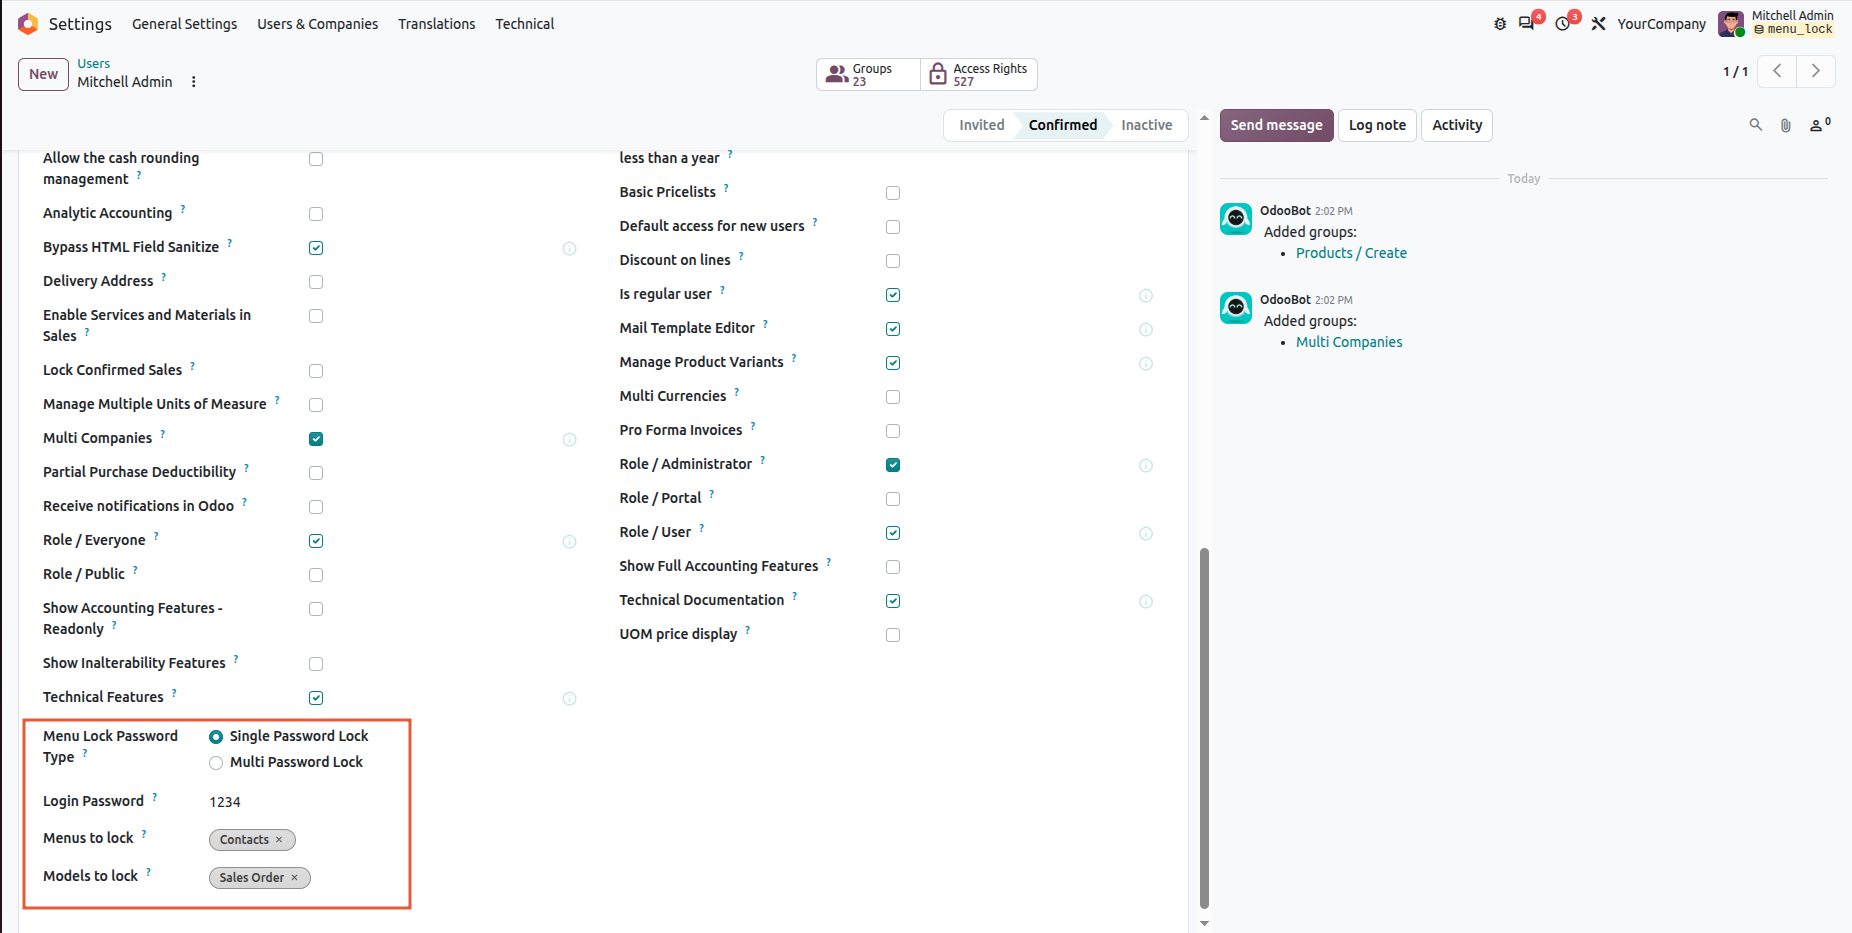 Settings
General Settings
Users & Companies
Translations
Technical
4
3
YourCompany
Mitchell Admin
menu_lock
New
Users
Mitchell Admin
Groups
23
Access Rights
527
1 / 1
Invited
Confirmed
Inactive
Send message
Log note
Activity
0
Allow the cash rounding
management ?
Analytic Accounting ?
Bypass HTML Field Sanitize ?
Delivery Address ?
Enable Services and Materials in
Sales ?
Lock Confirmed Sales ?
Manage Multiple Units of Measure ?
Multi Companies ?
Partial Purchase Deductibility ?
Receive notifications in Odoo ?
Role / Everyone ?
Role / Public ?
Show Accounting Features -
Readonly ?
Show Inalterability Features ?
Technical Features ?
less than a year ?
Basic Pricelists ?
Default access for new users ?
Discount on lines ?
Is regular user ?
Mail Template Editor ?
Manage Product Variants ?
Multi Currencies ?
Pro Forma Invoices ?
Role / Administrator ?
Role / Portal ?
Role / User ?
Show Full Accounting Features ?
Technical Documentation ?
UOM price display ?
Menu Lock Password
Type ?
Single Password Lock
Multi Password Lock
Login Password ?
1234
Menus to lock ?
Contacts ×
Models to lock ?
Sales Order ×
Today
OdooBot 2:02 PM
Added groups:
• Products / Create
OdooBot 2:02 PM
Added groups:
• Multi Companies